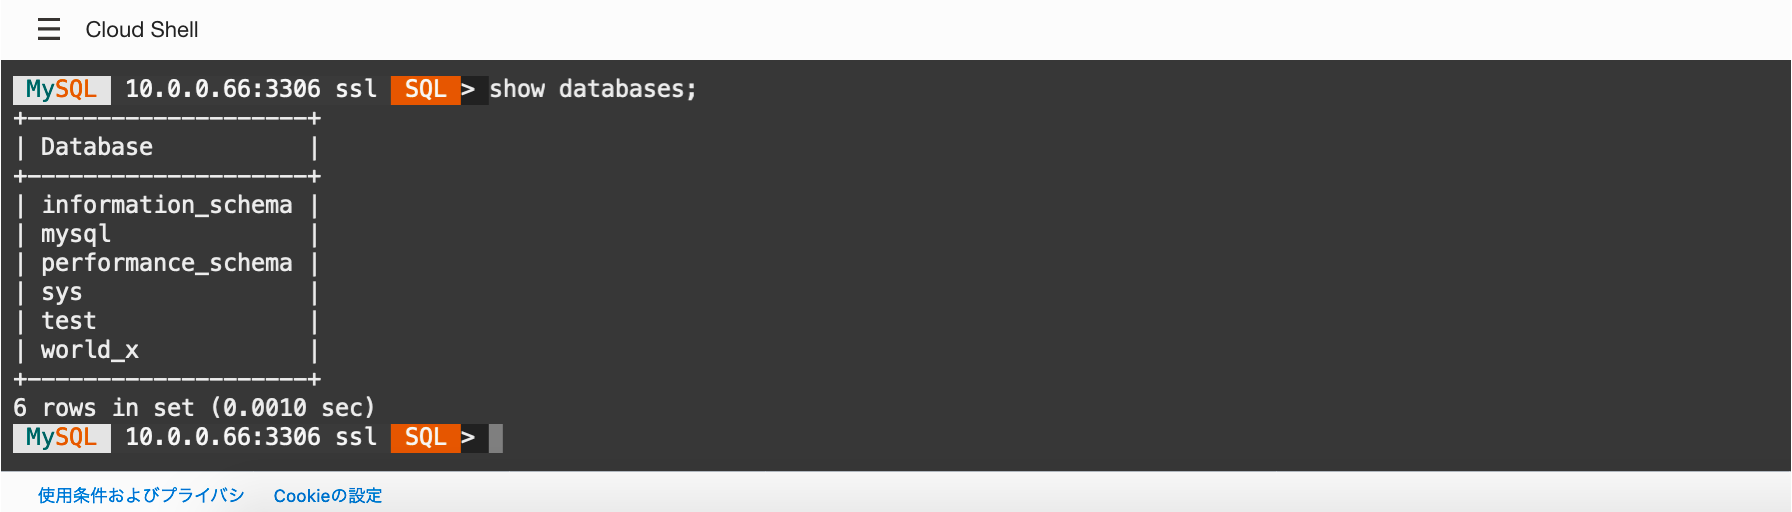 ☰ Cloud Shell
MySQL 10.0.0.66:3306 ssl SQL > show databases;
+--------------------+
| Database           |
+--------------------+
| information_schema |
| mysql              |
| performance_schema |
| sys                |
| test               |
| world_x            |
+--------------------+
6 rows in set (0.0010 sec)
MySQL 10.0.0.66:3306 ssl SQL >
使用条件およびプライバシ Cookieの設定